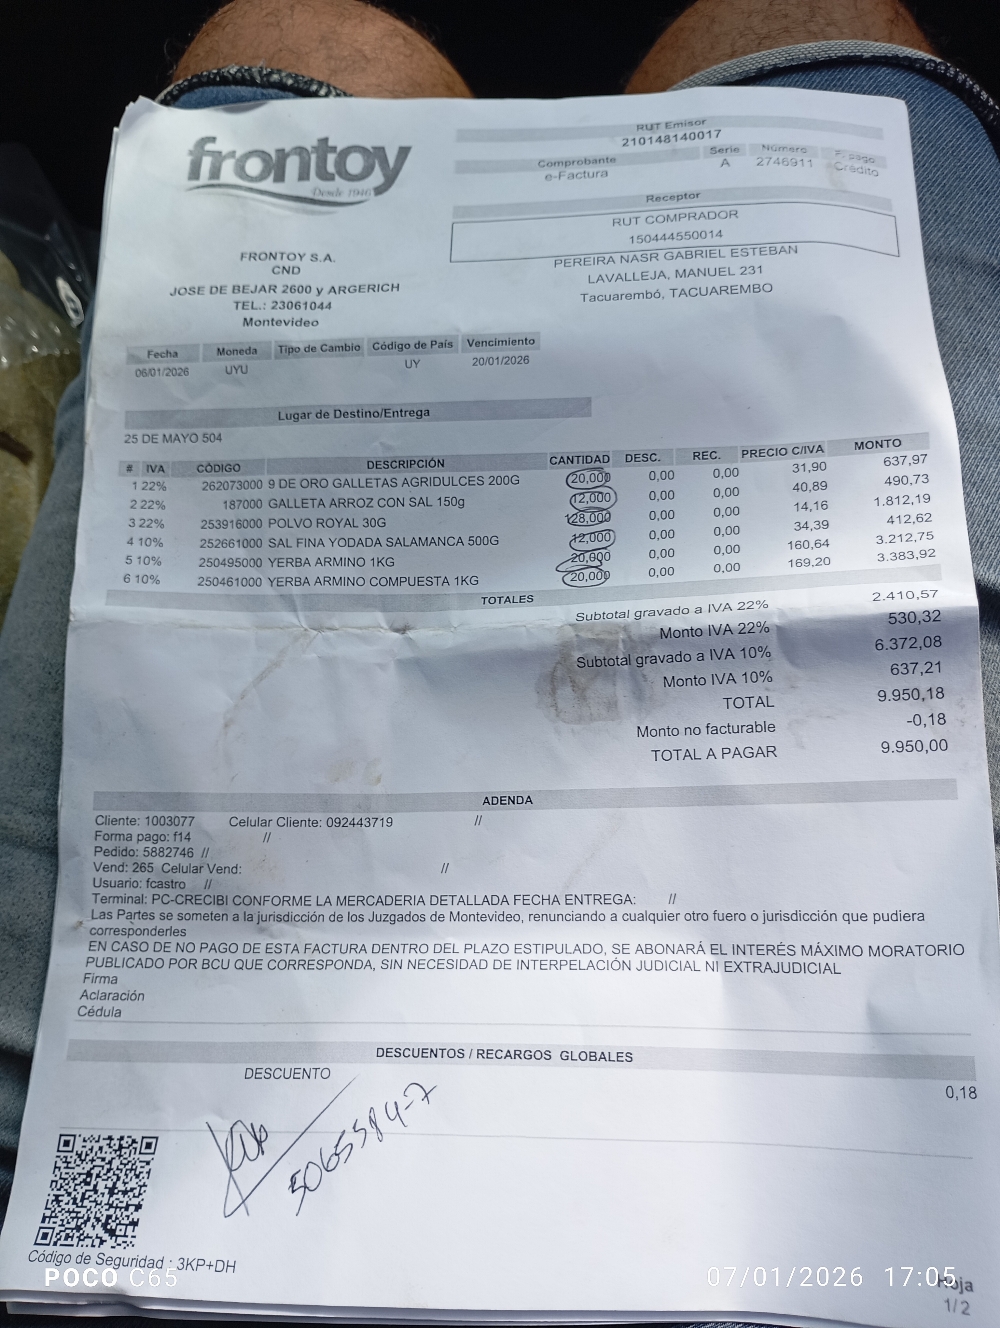 frontoy
Desde 1946
RUT Emisor
210148140017
Comprobante Serie Número F. pago
e-Factura A 2746911 Crédito
Receptor
RUT COMPRADOR
150444550014
PEREIRA NASR GABRIEL ESTEBAN
LAVALLEJA, MANUEL 231
Tacuarembó, TACUAREMBO
FRONTOY S.A.
CND
JOSE DE BEJAR 2600 y ARGERICH
TEL.: 23061044
Montevideo
Fecha Moneda Tipo de Cambio Código de País Vencimiento
06/01/2026 UYU UY 20/01/2026
Lugar de Destino/Entrega
25 DE MAYO 504
# IVA CÓDIGO DESCRIPCIÓN CANTIDAD DESC. REC. PRECIO C/IVA MONTO
1 22% 262073000 9 DE ORO GALLETAS AGRIDULCES 200G 20,000 0,00 0,00 31,90 637,97
2 22% 187000 GALLETA ARROZ CON SAL 150g 12,000 0,00 0,00 40,89 490,73
3 22% 253916000 POLVO ROYAL 30G 128,000 0,00 0,00 14,16 1.812,19
4 10% 252661000 SAL FINA YODADA SALAMANCA 500G 12,000 0,00 0,00 34,39 412,62
5 10% 250495000 YERBA ARMINO 1KG 20,000 0,00 0,00 160,64 3.212,75
6 10% 250461000 YERBA ARMINO COMPUESTA 1KG 20,000 0,00 0,00 169,20 3.383,92
TOTALES
Subtotal gravado a IVA 22% 2.410,57
Monto IVA 22% 530,32
Subtotal gravado a IVA 10% 6.372,08
Monto IVA 10% 637,21
TOTAL 9.950,18
Monto no facturable -0,18
TOTAL A PAGAR 9.950,00
ADENDA
Cliente: 1003077 Celular Cliente: 092443719 //
Forma pago: f14 //
Pedido: 5882746 //
Vend: 265 Celular Vend: //
Usuario: fcastro //
Terminal: PC-CRECIBI CONFORME LA MERCADERIA DETALLADA FECHA ENTREGA: //
Las Partes se someten a la jurisdicción de los Juzgados de Montevideo, renunciando a cualquier otro fuero o jurisdicción que pudiera
corresponderles
EN CASO DE NO PAGO DE ESTA FACTURA DENTRO DEL PLAZO ESTIPULADO, SE ABONARÁ EL INTERÉS MÁXIMO MORATORIO
PUBLICADO POR BCU QUE CORRESPONDA, SIN NECESIDAD DE INTERPELACIÓN JUDICIAL NI EXTRAJUDICIAL
Firma
Aclaración
Cédula
DESCUENTOS / RECARGOS GLOBALES
DESCUENTO 0,18
5065584-7
Código de Seguridad : 3KP+DH
POCO C65
07/01/2026 17:05
Hoja
1/2